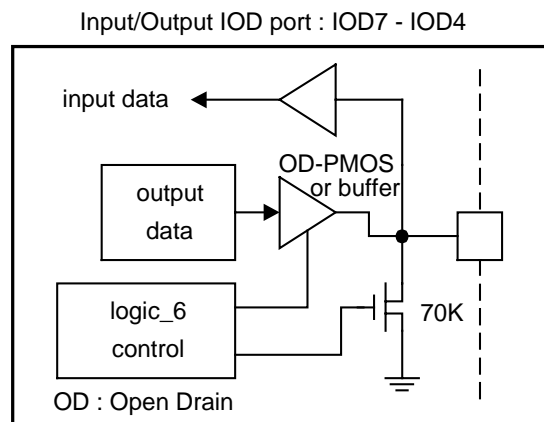 Input/Output IOD port : IOD7 - IOD4
input data
OD-PMOS
or buffer
output
data
logic_6
control
70K
OD : Open Drain